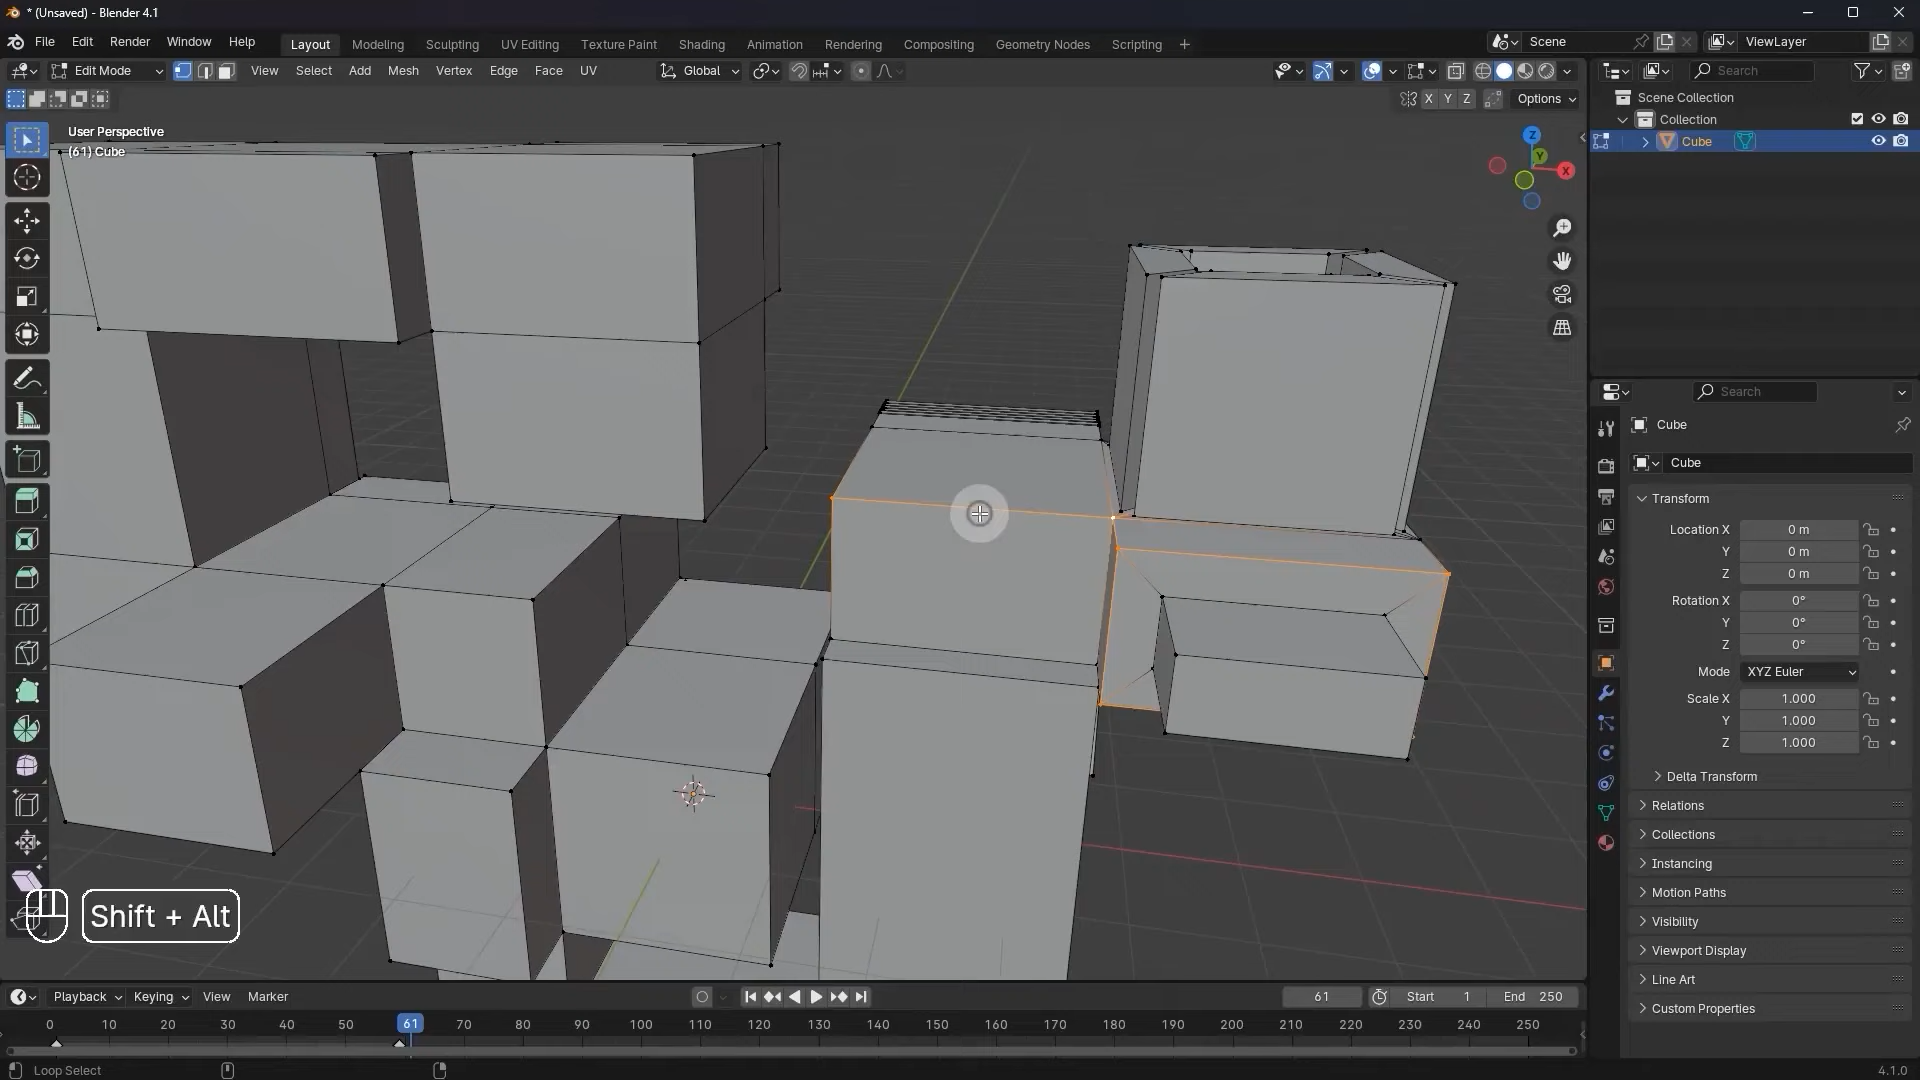 * (Unsaved) - Blender 4.1
File Edit Render Window Help
Layout Modeling Sculpting UV Editing Texture Paint Shading Animation Rendering Compositing Geometry Nodes Scripting +
Scene
ViewLayer
Edit Mode View Select Add Mesh Vertex Edge Face UV Global
Search
X Y Z Options
Scene Collection
Collection
Cube
User Perspective
(61) Cube
Z
Y
X
Search
Cube
Cube
Transform
Location X 0 m
Y 0 m
Z 0 m
Rotation X 0°
Y 0°
Z 0°
Mode XYZ Euler
Scale X 1.000
Y 1.000
Z 1.000
Delta Transform
Relations
Collections
Instancing
Motion Paths
Visibility
Viewport Display
Line Art
Custom Properties
Shift + Alt
Playback Keying View Marker
61 Start 1 End 250
0 10 20 30 40 50 61 70 80 90 100 110 120 130 140 150 160 170 180 190 200 210 220 230 240 250
Loop Select
4.1.0